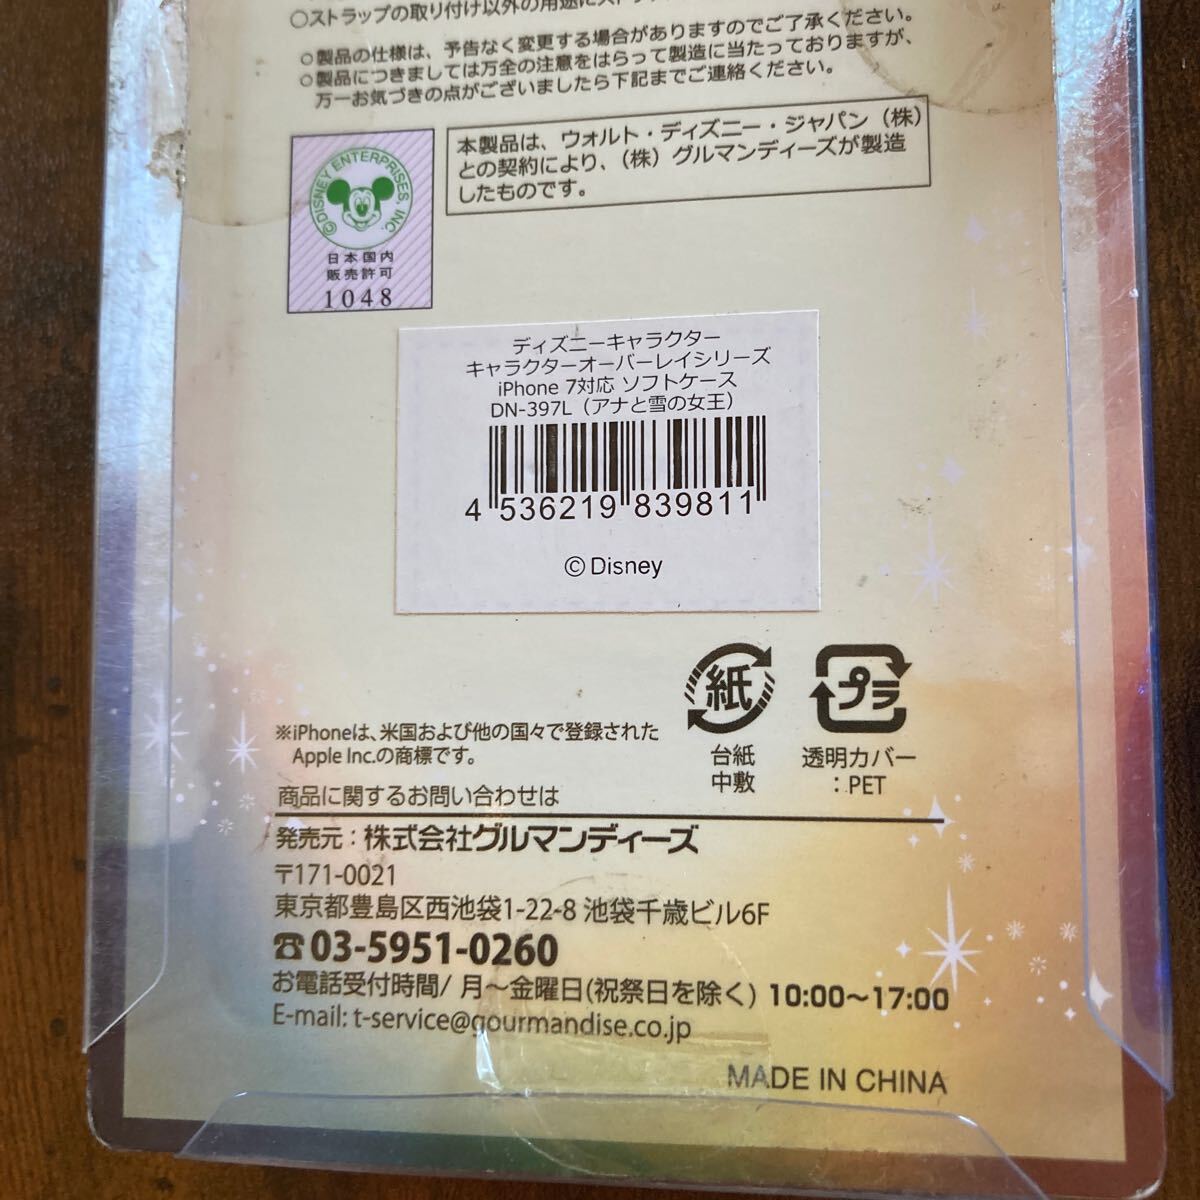 ○ストラップの取り付け以外の用途に
○製品の仕様は、予告なく変更する場合がありますのでご了承ください。
○製品につきましては万全の注意をはらって製造に当たっておりますが、
万一お気づきの点がございましたら下記までご連絡ください。
本製品は、ウォルト・ディズニー・ジャパン（株）
との契約により、（株）グルマンディーズが製造
したものです。
©DISNEY ENTERPRISES, INC.
日本国内
販売許可
1048
ディズニーキャラクター
キャラクターオーバーレイシリーズ
iPhone 7対応 ソフトケース
DN-397L（アナと雪の女王）
4 536219 839811
© Disney
紙
台紙
中敷
プラ
透明カバー
：PET
※iPhoneは、米国および他の国々で登録された
Apple Inc.の商標です。
商品に関するお問い合わせは
発売元：株式会社グルマンディーズ
〒171-0021
東京都豊島区西池袋1-22-8 池袋千歳ビル6F
☎03-5951-0260
お電話受付時間/ 月～金曜日(祝祭日を除く) 10:00～17:00
E-mail: t-service@gourmandise.co.jp
MADE IN CHINA